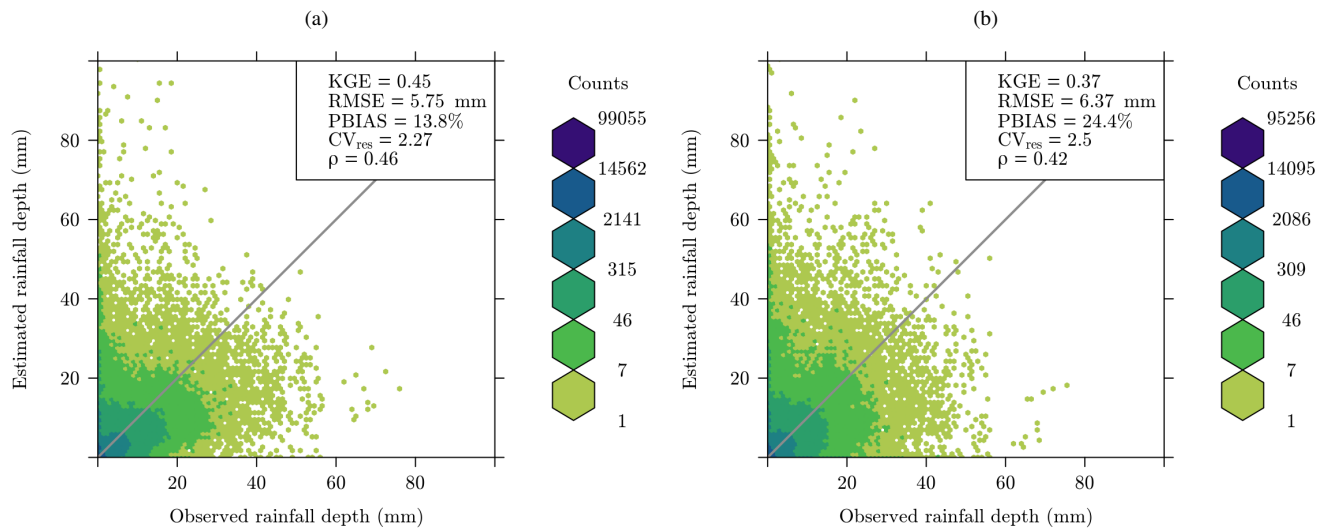 (a)
KGE = 0.45
RMSE = 5.75 mm
PBIAS = 13.8%
CVres = 2.27
ρ = 0.46
Estimated rainfall depth (mm)
80
60
40
20
20 40 60 80
Observed rainfall depth (mm)
Counts
99055
14562
2141
315
46
7
1
(b)
KGE = 0.37
RMSE = 6.37 mm
PBIAS = 24.4%
CVres = 2.5
ρ = 0.42
Estimated rainfall depth (mm)
80
60
40
20
20 40 60 80
Observed rainfall depth (mm)
Counts
95256
14095
2086
309
46
7
1